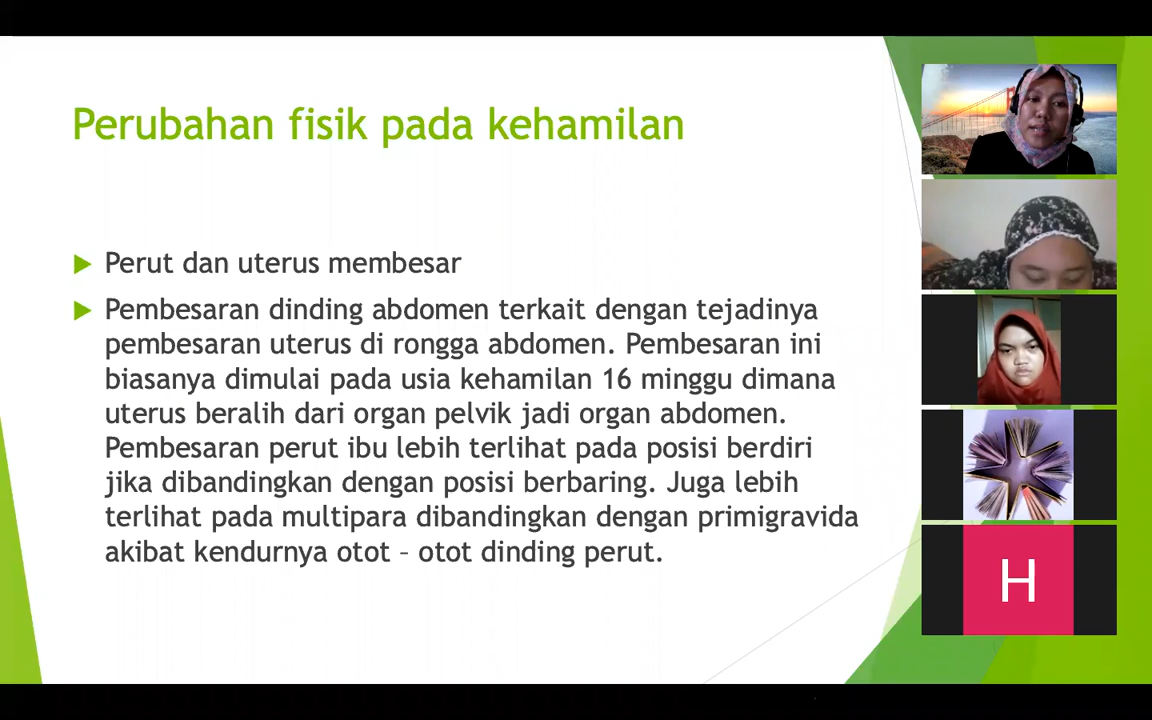 Perubahan fisik pada kehamilan
Perut dan uterus membesar
Pembesaran dinding abdomen terkait dengan tejadinya
pembesaran uterus di rongga abdomen. Pembesaran ini
biasanya dimulai pada usia kehamilan 16 minggu dimana
uterus beralih dari organ pelvik jadi organ abdomen.
Pembesaran perut ibu lebih terlihat pada posisi berdiri
jika dibandingkan dengan posisi berbaring. Juga lebih
terlihat pada multipara dibandingkan dengan primigravida
akibat kendurnya otot – otot dinding perut.
H